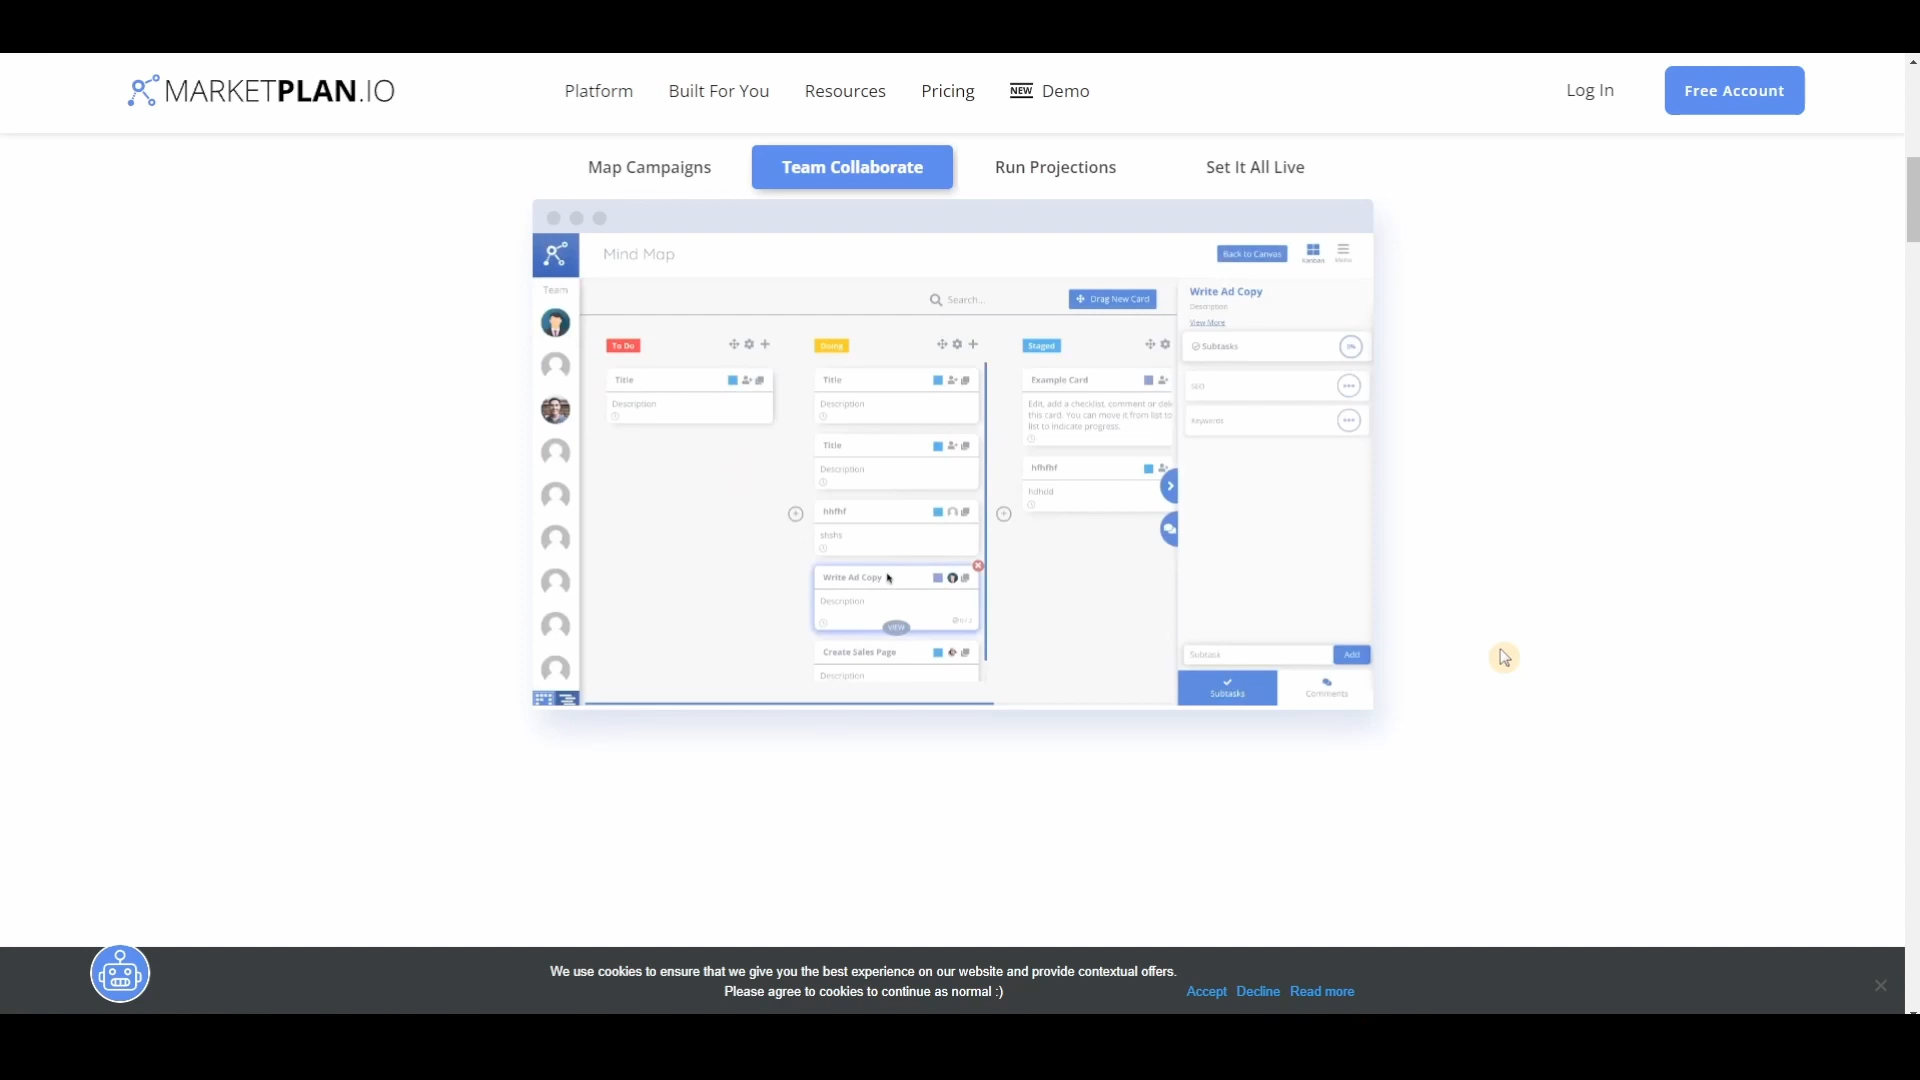 MARKETPLAN.IO
Platform
Built For You
Resources
Pricing
NEW Demo
Log In
Free Account
Map Campaigns
Team Collaborate
Run Projections
Set It All Live
Mind Map
Back to Canvas
Kanban
Menu
Team
Search...
Drag New Card
Write Ad Copy
Description
View More
To Do
Doing
Staged
Subtasks
0%
Title
Description
Title
Description
Example Card
Edit, add a checklist, comment or dele
this card. You can move it from list to
list to indicate progress.
SEO
Keywords
Title
Description
hfhfhf
hdhdd
hhfhf
shshs
Write Ad Copy
Description
VIEW
0 / 2
Create Sales Page
Description
Subtask
Add
Subtasks
Comments
We use cookies to ensure that we give you the best experience on our website and provide contextual offers.
Please agree to cookies to continue as normal :)
Accept
Decline
Read more